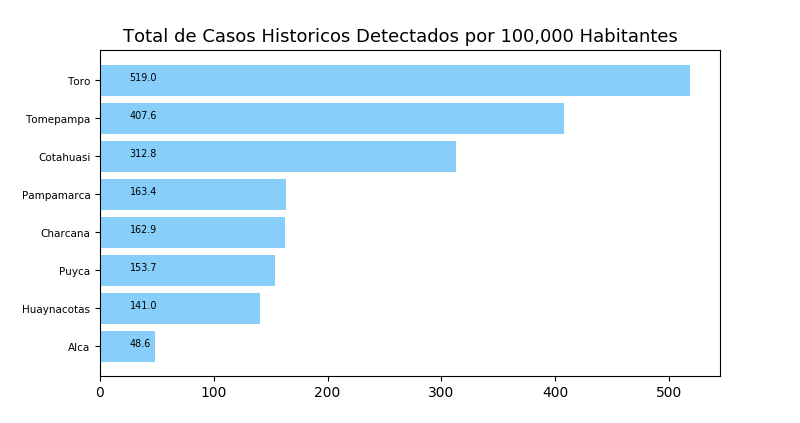 Total de Casos Historicos Detectados por 100,000 Habitantes
Toro 519.0
Tomepampa 407.6
Cotahuasi 312.8
Pampamarca 163.4
Charcana 162.9
Puyca 153.7
Huaynacotas 141.0
Alca 48.6
0 100 200 300 400 500